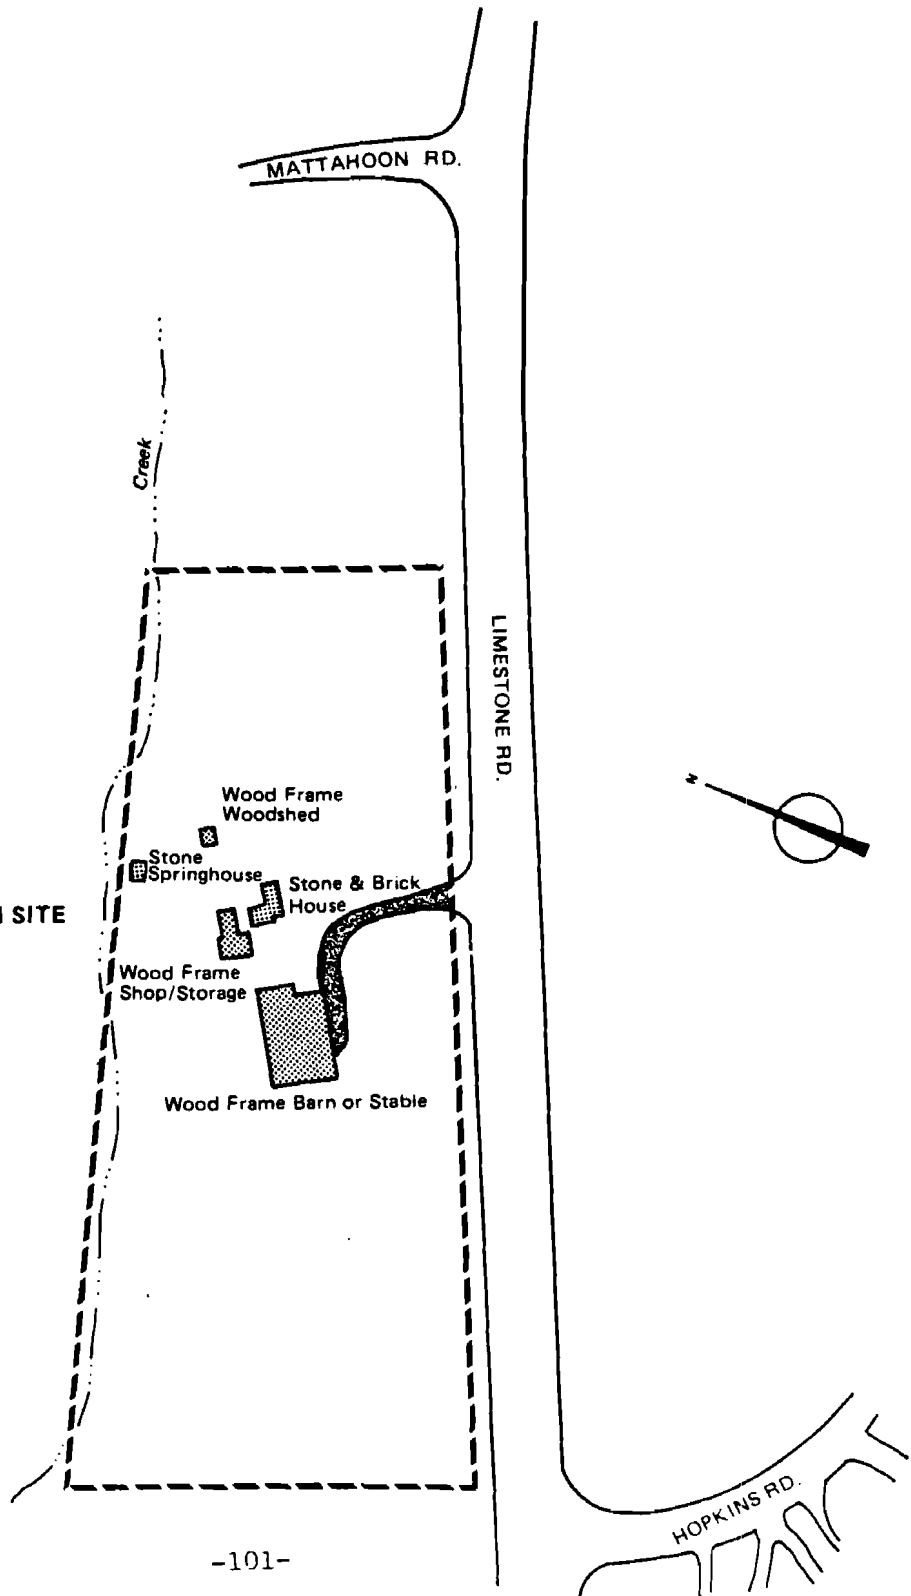 MATTAHOON RD.
Creek
LIMESTONE RD.
N
Wood Frame
Woodshed
Stone
Springhouse
Stone & Brick
House
SITE
Wood Frame
Shop/Storage
Wood Frame Barn or Stable
HOPKINS RD.
-101-